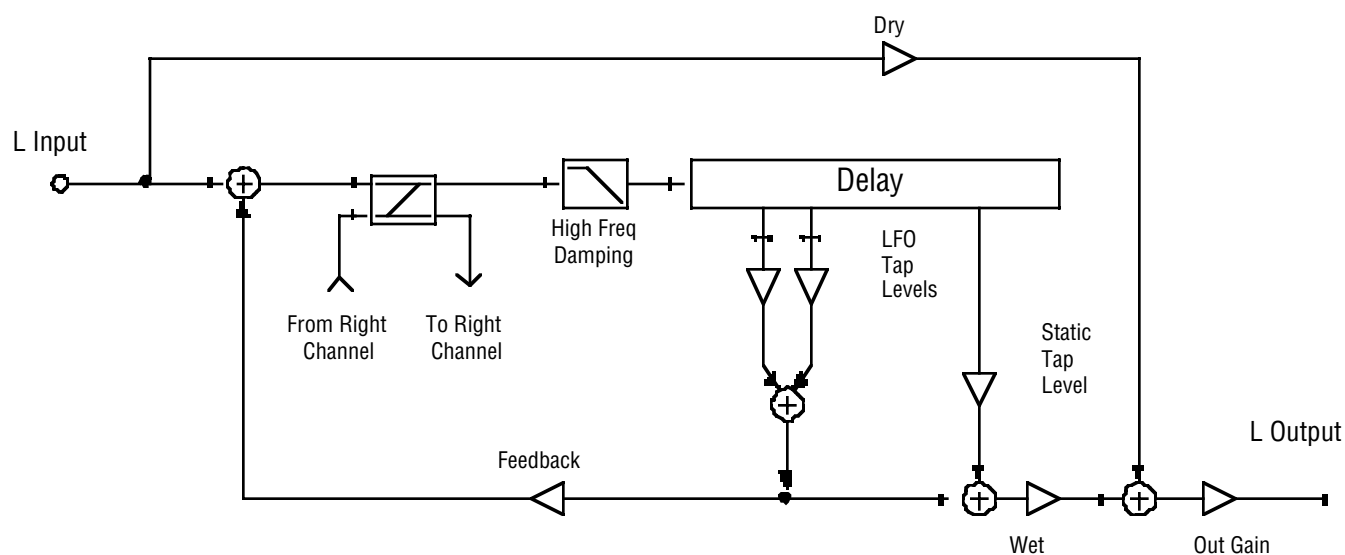 Dry
L Input
Delay
High Freq
Damping
LFO
Tap
Levels
From Right
Channel
To Right
Channel
Static
Tap
Level
L Output
Feedback
Wet
Out Gain